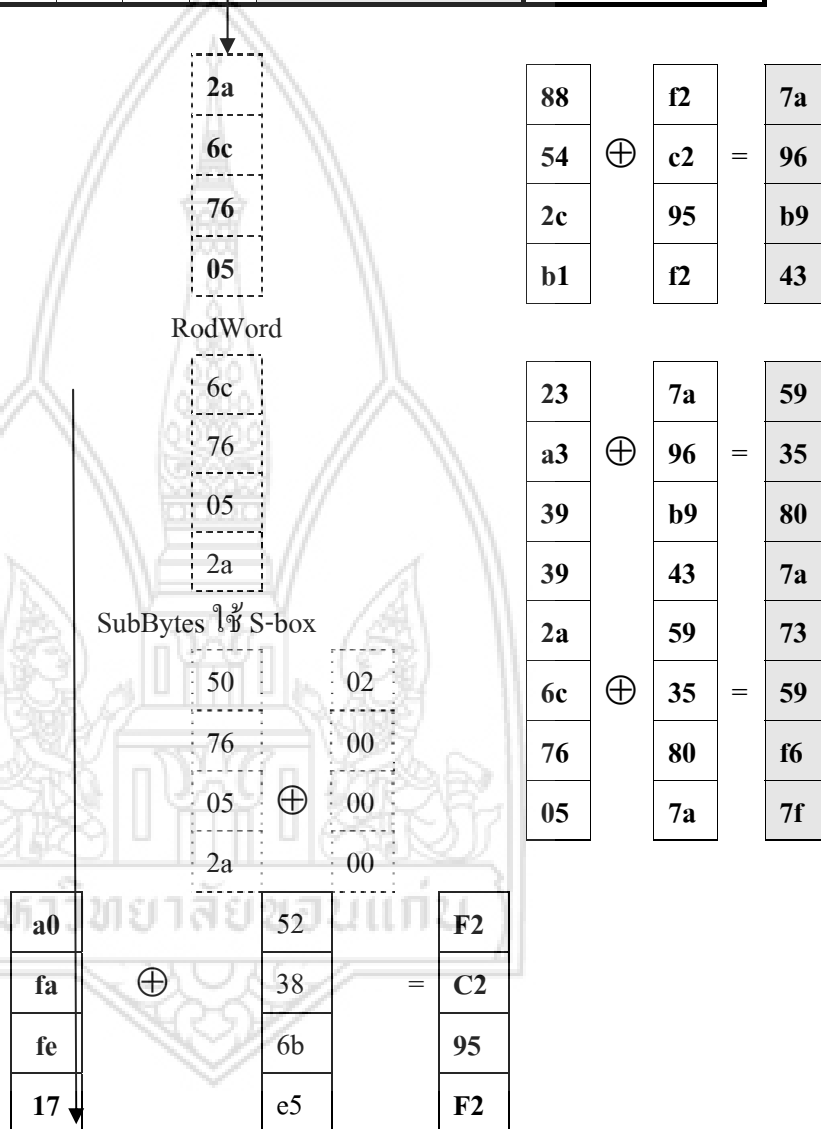 2a
6c
76
05
RodWord
6c
76
05
2a
SubBytes ใช้ S-box
50 02
76 00
05 ⊕ 00
2a 00
a0 52 F2
fa ⊕ 38 = C2
fe 6b 95
17 e5 F2
88 f2 7a
54 ⊕ c2 = 96
2c 95 b9
b1 f2 43
23 7a 59
a3 ⊕ 96 = 35
39 b9 80
39 43 7a
2a 59 73
6c ⊕ 35 = 59
76 80 f6
05 7a 7f